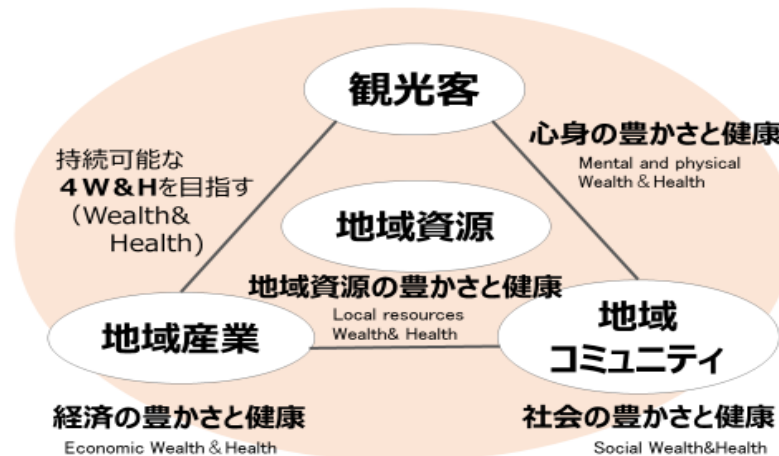 観光客
心身の豊かさと健康
Mental and physical
Wealth＆Health
持続可能な
４W&Hを目指す
（Wealth&
Health)
地域資源
地域資源の豊かさと健康
Local resources
Wealth& Health
地域産業
地域
コミュニティ
経済の豊かさと健康
Economic Wealth＆Health
社会の豊かさと健康
Social Wealth&Health